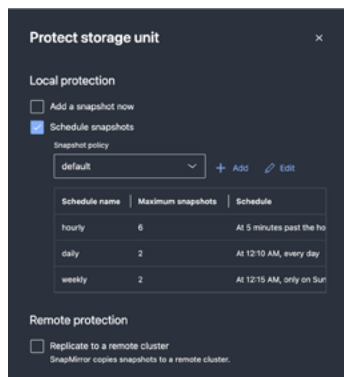 Protect storage unit
Local protection
Add a snapshot now
Schedule snapshots
Snapshot policy
default
Add
Edit
Schedule name Maximum snapshots Schedule
hourly 6 At 5 minutes past the ho
daily 2 At 12:10 AM, every day
weekly 2 At 12:15 AM, only on Sun
Remote protection
Replicate to a remote cluster
SnapMirror copies snapshots to a remote cluster.